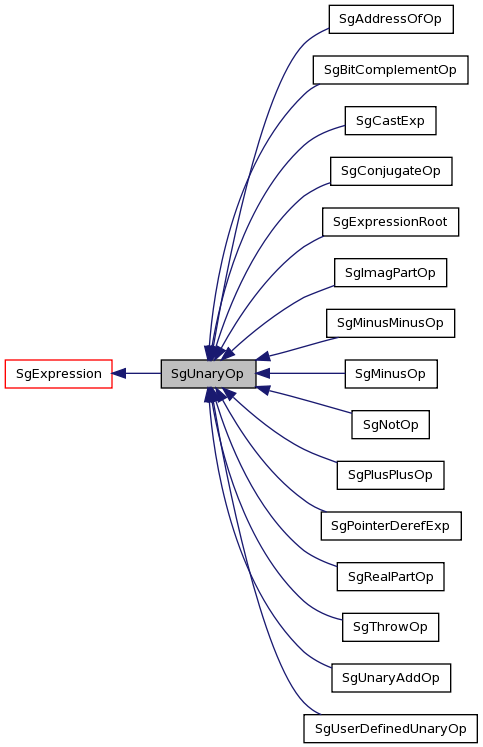 SgAddressOfOp
SgBitComplementOp
SgCastExp
SgConjugateOp
SgExpressionRoot
SgImagPartOp
SgMinusMinusOp
SgExpression
SgUnaryOp
SgMinusOp
SgNotOp
SgPlusPlusOp
SgPointerDerefExp
SgRealPartOp
SgThrowOp
SgUnaryAddOp
SgUserDefinedUnaryOp